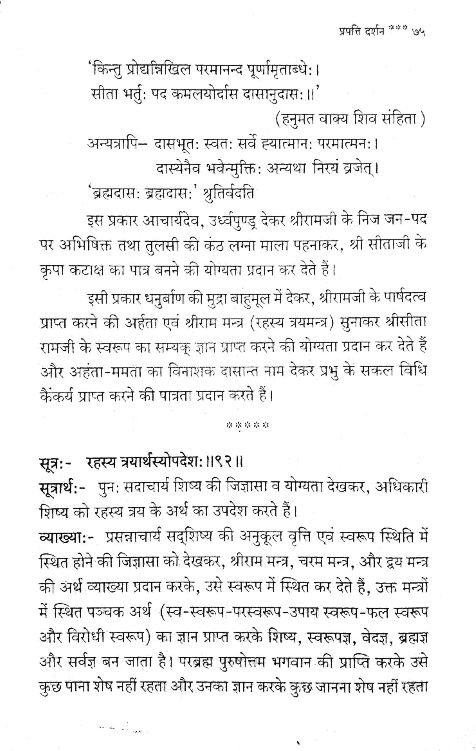 प्रपत्ति दर्शन *** ७५
‘किन्तु प्रोद्यन्निखिल परमानन्द पूर्णामृताब्धे:।
सीता भर्तुः पद कमलयोर्दास दासानुदास:॥’
(हनुमत वाक्य शिव संहिता )
अन्यत्रापि– दासभूत: स्वत: सर्वे ह्यात्मान: परमात्मन:।
दास्येनैव भवेन्मुक्ति: अन्यथा निरयं व्रजेत्।
‘ब्रह्मदास: ब्रह्मदास:’ श्रुतिर्वदति
इस प्रकार आचार्यदेव, उर्ध्वपुण्ड्र देकर श्रीरामजी के निज जन-पद
पर अभिषिक्त तथा तुलसी की कंठ लग्ना माला पहनाकर, श्री सीताजी के
कृपा कटाक्ष का पात्र बनने की योग्यता प्रदान कर देते हैं।
इसी प्रकार धनुर्बाण की मुद्रा बाहुमूल में देकर, श्रीरामजी के पार्षदत्व
प्राप्त करने की अर्हता एवं श्रीराम मन्त्र (रहस्य त्रयमन्त्र) सुनाकर श्रीसीता
रामजी के स्वरूप का सम्यक् ज्ञान प्राप्त करने की योग्यता प्रदान कर देते हैं
और अहंता-ममता का विनाशक दासान्त नाम देकर प्रभु के सकल विधि
कैंकर्य प्राप्त करने की पात्रता प्रदान करते हैं।
*****
सूत्र:- रहस्य त्रयार्थस्योपदेश:॥९२॥
सूत्रार्थ:- पुन: सदाचार्य शिष्य की जिज्ञासा व योग्यता देखकर, अधिकारी
शिष्य को रहस्य त्रय के अर्थ का उपदेश करते हैं।
व्याख्या:- प्रसन्नाचार्य सद्‌शिष्य की अनुकूल वृत्ति एवं स्वरूप स्थिति में
स्थित होने की जिज्ञासा को देखकर, श्रीराम मन्त्र, चरम मन्त्र, और द्वय मन्त्र
की अर्थ व्याख्या प्रदान करके, उसे स्वरूप में स्थित कर देते हैं, उक्त मन्त्रों
में स्थित पञ्चक अर्थ (स्व-स्वरूप-परस्वरूप-उपाय स्वरूप-फल स्वरूप
और विरोधी स्वरूप) का ज्ञान प्राप्त करके शिष्य, स्वरूपज्ञ, वेदज्ञ, ब्रह्मज्ञ
और सर्वज्ञ बन जाता है। परब्रह्म पुरुषोत्तम भगवान की प्राप्ति करके उसे
कुछ पाना शेष नहीं रहता और उनका ज्ञान करके कुछ जानना शेष नहीं रहता